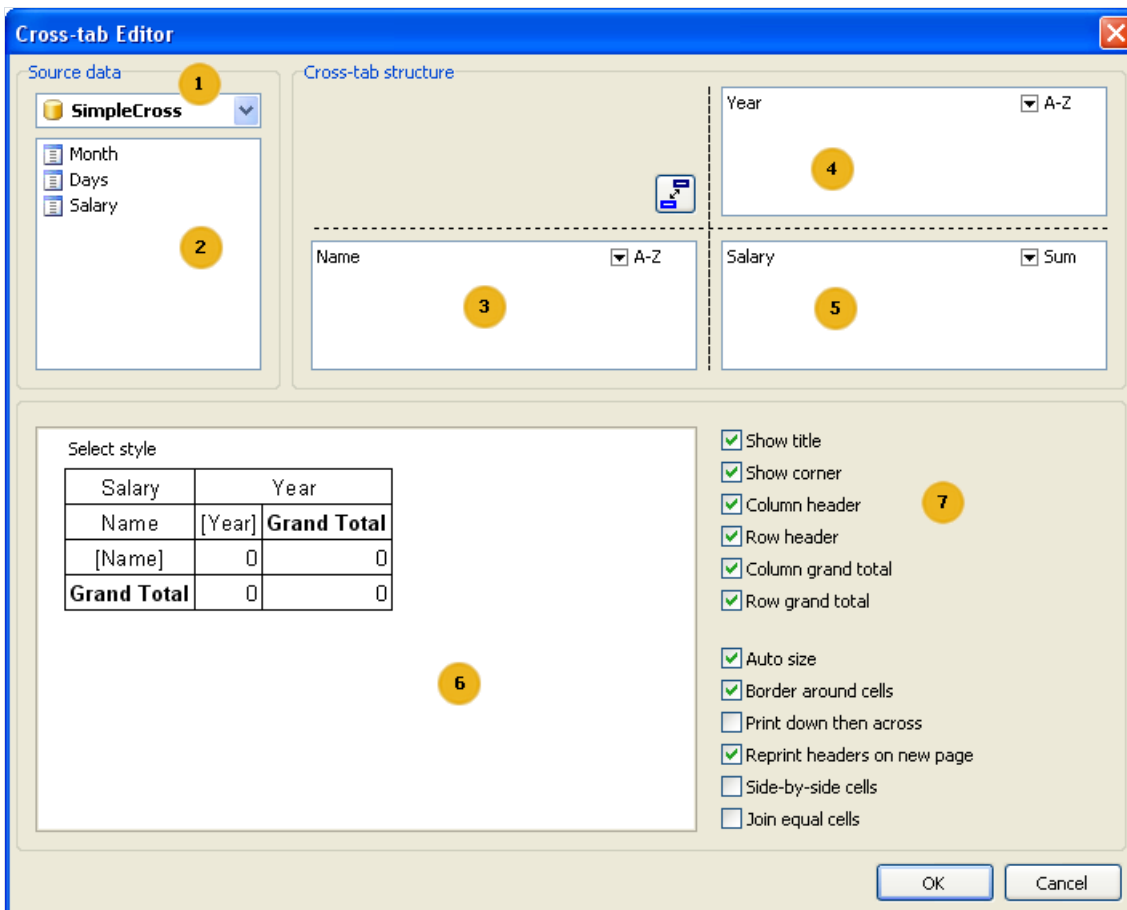 Cross-tab Editor
Source data
1
SimpleCross
Month
Days
Salary
2
Cross-tab structure
Year A-Z
4
Name A-Z
3
Salary Sum
5
Select style
Salary Year
Name [Year] Grand Total
[Name] 0 0
Grand Total 0 0
6
Show title
Show corner
Column header
Row header
Column grand total
Row grand total
7
Auto size
Border around cells
Print down then across
Reprint headers on new page
Side-by-side cells
Join equal cells
OK Cancel